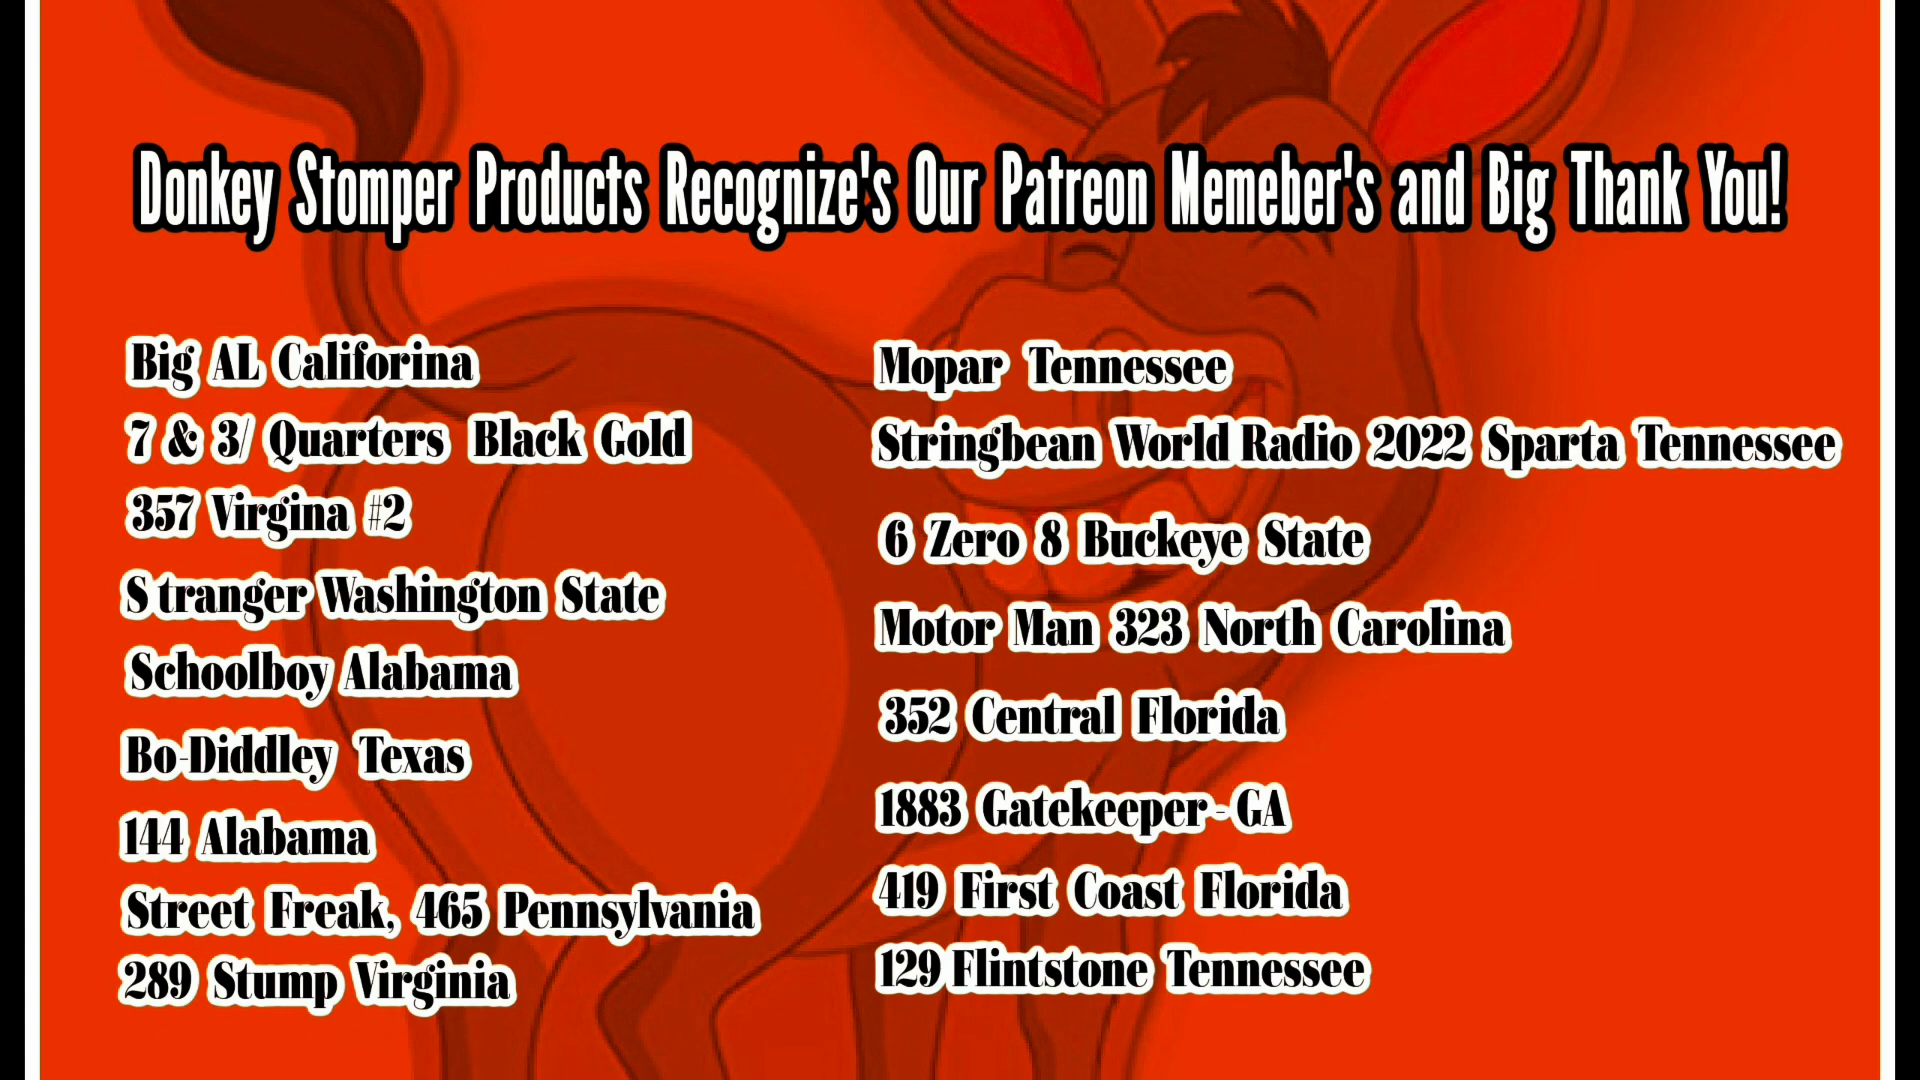 Donkey Stomper Products Recognize's Our Patreon Memeber's and Big Thank You!
Big AL Califorina
7 & 3/ Quarters Black Gold
357 Virgina #2
Stranger Washington State
Schoolboy Alabama
Bo-Diddley Texas
144 Alabama
Street Freak, 465 Pennsylvania
289 Stump Virginia
Mopar Tennessee
Stringbean World Radio 2022 Sparta Tennessee
6 Zero 8 Buckeye State
Motor Man 323 North Carolina
352 Central Florida
1883 Gatekeeper - GA
419 First Coast Florida
129 Flintstone Tennessee